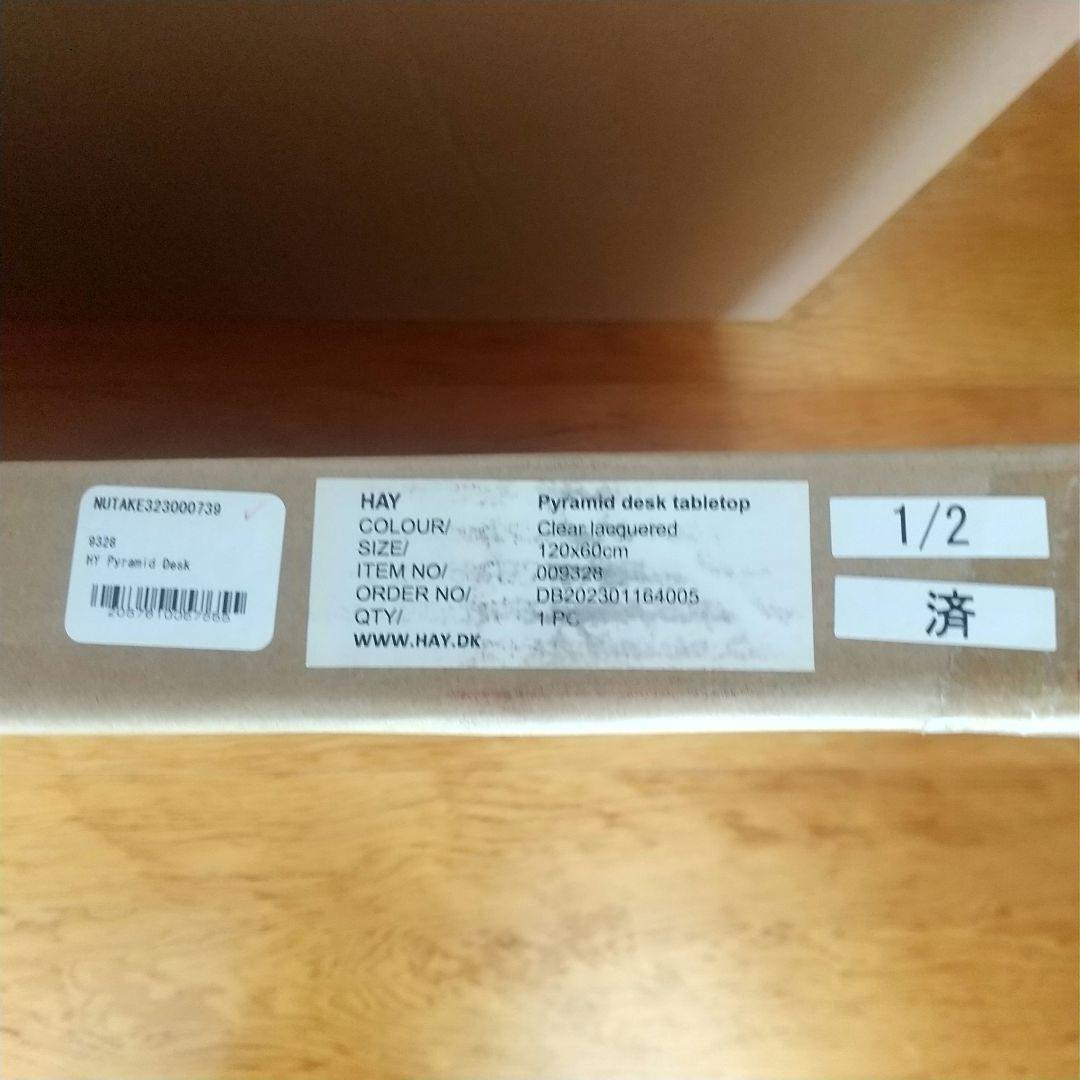 NUTAKE323000739
9328
HY Pyramid Desk
HAY Pyramid desk tabletop
COLOUR/ Clear lacquered
SIZE/ 120x60cm
ITEM NO/ 009328
ORDER NO/ DB202301164005
QTY/ 1 PC
WWW.HAY.DK
1/2
済